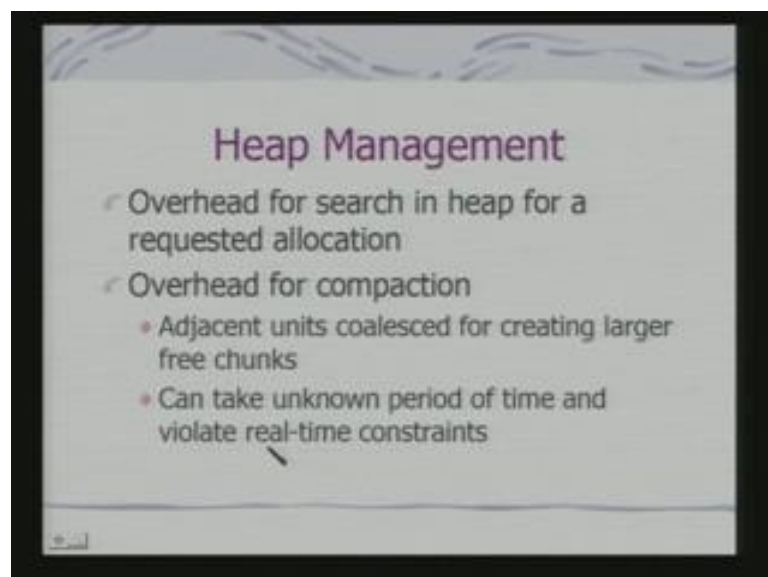 Heap Management
Overhead for search in heap for a
requested allocation
Overhead for compaction
Adjacent units coalesced for creating larger
free chunks
Can take unknown period of time and
violate real-time constraints